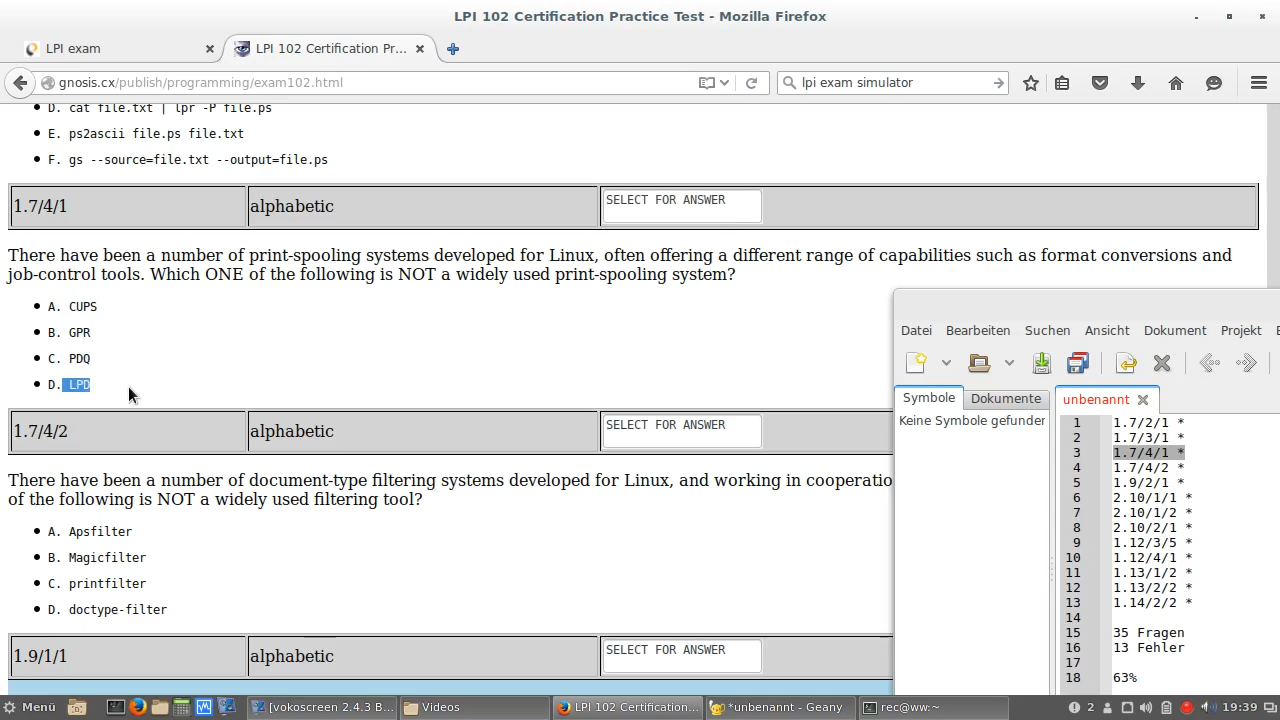 LPI 102 Certification Practice Test - Mozilla Firefox
LPI exam
LPI 102 Certification Pr...
gnosis.cx/publish/programming/exam102.html
lpi exam simulator
D. cat file.txt | lpr -P file.ps
E. ps2ascii file.ps file.txt
F. gs --source=file.txt --output=file.ps
1.7/4/1 alphabetic SELECT FOR ANSWER
There have been a number of print-spooling systems developed for Linux, often offering a different range of capabilities such as format conversions and
job-control tools. Which ONE of the following is NOT a widely used print-spooling system?
A. CUPS
B. GPR
C. PDQ
D. LPD
1.7/4/2 alphabetic SELECT FOR ANSWER
There have been a number of document-type filtering systems developed for Linux, and working in cooperatio
of the following is NOT a widely used filtering tool?
A. Apsfilter
B. Magicfilter
C. printfilter
D. doctype-filter
1.9/1/1 alphabetic SELECT FOR ANSWER
Datei Bearbeiten Suchen Ansicht Dokument Projekt E
Symbole Dokumente
Keine Symbole gefunden
unbenannt
1 1.7/2/1 *
2 1.7/3/1 *
3 1.7/4/1 *
4 1.7/4/2 *
5 1.9/2/1 *
6 2.10/1/1 *
7 2.10/1/2 *
8 2.10/2/1 *
9 1.12/3/5 *
10 1.12/4/1 *
11 1.13/1/2 *
12 1.13/2/2 *
13 1.14/2/2 *
14
15 35 Fragen
16 13 Fehler
17
18 63%
Menü
[vokoscreen 2.4.3 B...
Videos
LPI 102 Certification...
*unbenannt - Geany
rec@ww:~
2
19:39